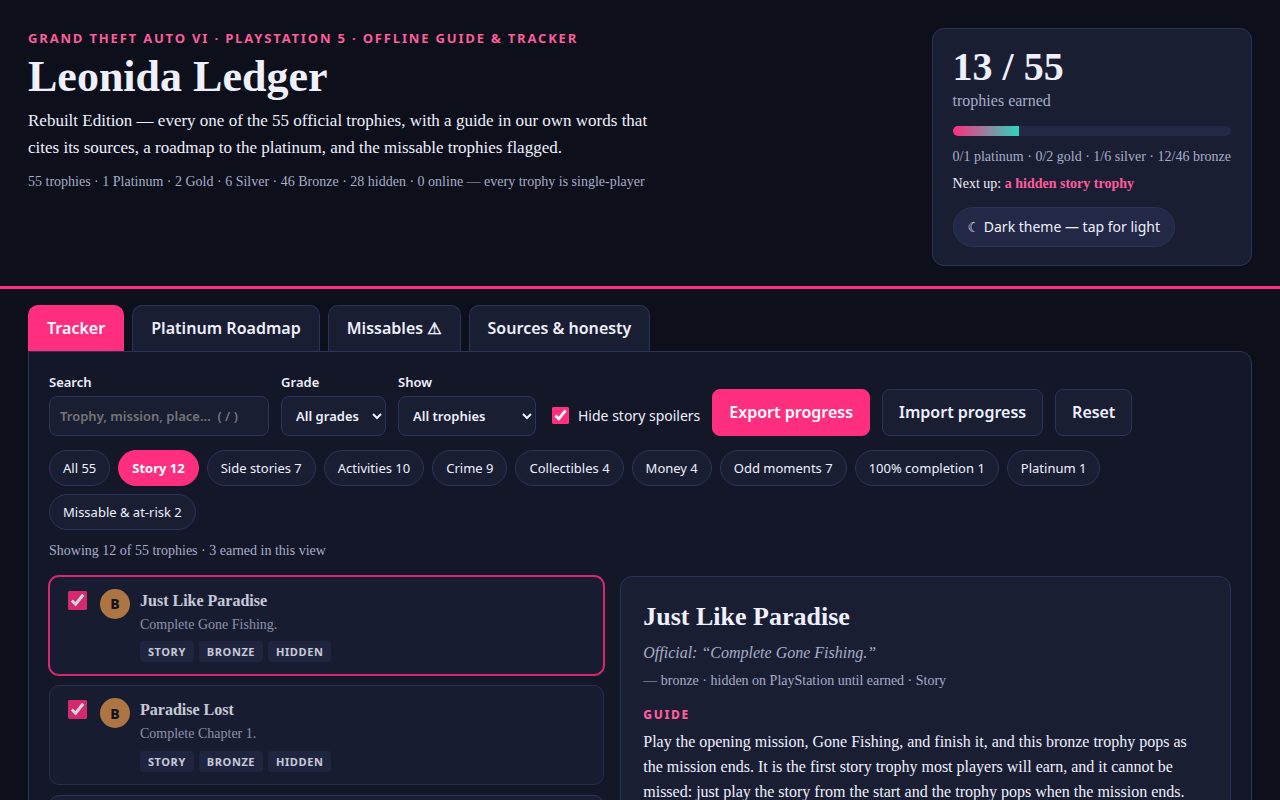 GRAND THEFT AUTO VI · PLAYSTATION 5 · OFFLINE GUIDE & TRACKER
Leonida Ledger
Rebuilt Edition — every one of the 55 official trophies, with a guide in our own words that
cites its sources, a roadmap to the platinum, and the missable trophies flagged.
55 trophies · 1 Platinum · 2 Gold · 6 Silver · 46 Bronze · 28 hidden · 0 online — every trophy is single-player
13 / 55
trophies earned
0/1 platinum · 0/2 gold · 1/6 silver · 12/46 bronze
Next up: a hidden story trophy
☾ Dark theme — tap for light
Tracker
Platinum Roadmap
Missables ⚠
Sources & honesty
Search
Grade
Show
Trophy, mission, place... ( / )
All grades
All trophies
Hide story spoilers
Export progress
Import progress
Reset
All 55
Story 12
Side stories 7
Activities 10
Crime 9
Collectibles 4
Money 4
Odd moments 7
100% completion 1
Platinum 1
Missable & at-risk 2
Showing 12 of 55 trophies · 3 earned in this view
B
Just Like Paradise
Complete Gone Fishing.
STORY BRONZE HIDDEN
B
Paradise Lost
Complete Chapter 1.
STORY BRONZE HIDDEN
Just Like Paradise
Official: “Complete Gone Fishing.”
— bronze · hidden on PlayStation until earned · Story
GUIDE
Play the opening mission, Gone Fishing, and finish it, and this bronze trophy pops as
the mission ends. It is the first story trophy most players will earn, and it cannot be
missed: just play the story from the start and the trophy pops when the mission ends.